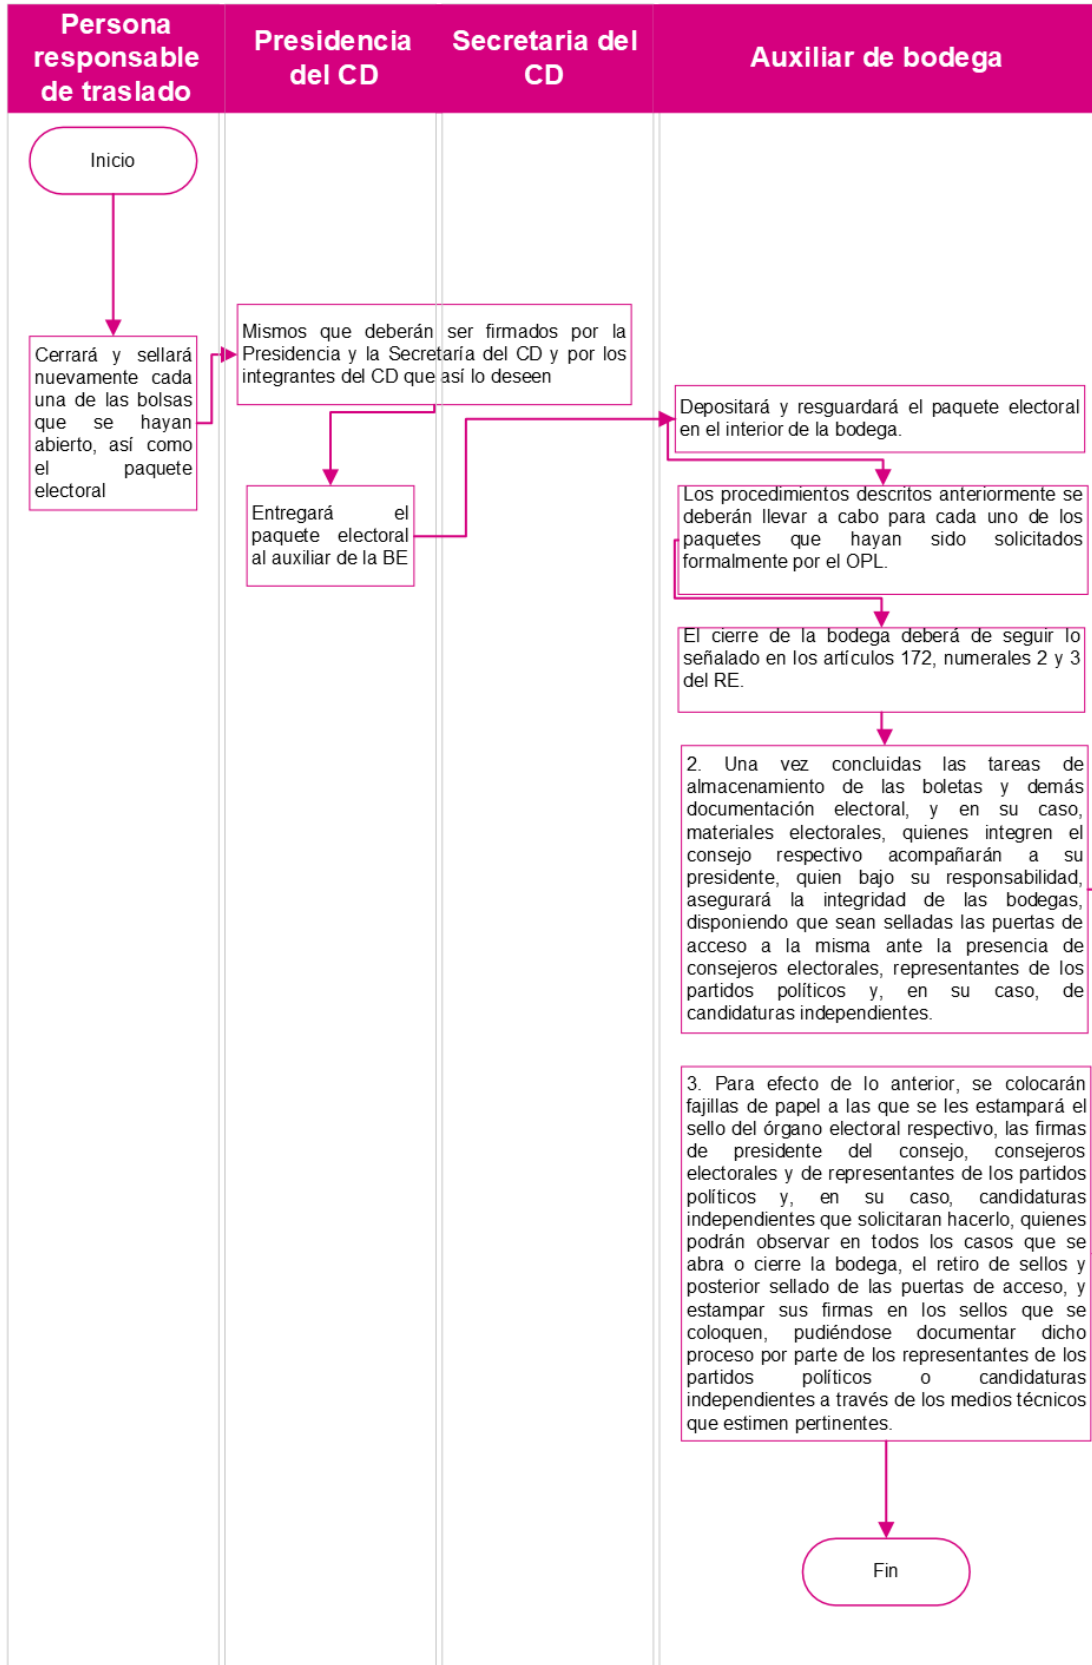 Persona
responsable
de traslado
Presidencia
del CD
Secretaria del
CD
Auxiliar de bodega
Inicio
Cerrará y sellará
nuevamente cada
una de las bolsas
que se hayan
abierto, así como
el paquete
electoral
Mismos que deberán ser firmados por la
Presidencia y la Secretaría del CD y por los
integrantes del CD que así lo deseen
Entregará el
paquete electoral
al auxiliar de la BE
Depositará y resguardará el paquete electoral
en el interior de la bodega.
Los procedimientos descritos anteriormente se
deberán llevar a cabo para cada uno de los
paquetes que hayan sido solicitados
formalmente por el OPL.
El cierre de la bodega deberá de seguir lo
señalado en los artículos 172, numerales 2 y 3
del RE.
2. Una vez concluidas las tareas de
almacenamiento de las boletas y demás
documentación electoral, y en su caso,
materiales electorales, quienes integren el
consejo respectivo acompañarán a su
presidente, quien bajo su responsabilidad,
asegurará la integridad de las bodegas,
disponiendo que sean selladas las puertas de
acceso a la misma ante la presencia de
consejeros electorales, representantes de los
partidos políticos y, en su caso, de
candidaturas independientes.
3. Para efecto de lo anterior, se colocarán
fajillas de papel a las que se les estampará el
sello del órgano electoral respectivo, las firmas
de presidente del consejo, consejeros
electorales y de representantes de los partidos
políticos y, en su caso, candidaturas
independientes que solicitaran hacerlo, quienes
podrán observar en todos los casos que se
abra o cierre la bodega, el retiro de sellos y
posterior sellado de las puertas de acceso, y
estampar sus firmas en los sellos que se
coloquen, pudiéndose documentar dicho
proceso por parte de los representantes de los
partidos políticos o candidaturas
independientes a través de los medios técnicos
que estimen pertinentes.
Fin